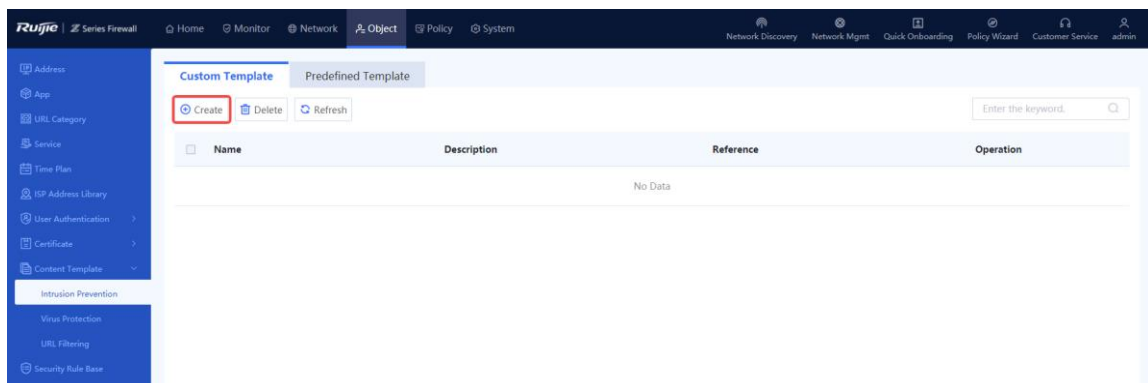 Ruijie Z Series Firewall Home Monitor Network Object Policy System Network Discovery Network Mgmt Quick Onboarding Policy Wizard Customer Service admin
Address
App
URL Category
Service
Time Plan
ISP Address Library
User Authentication
Certificate
Content Template
Intrusion Prevention
Virus Protection
URL Filtering
Security Rule Base
Custom Template Predefined Template
Create Delete Refresh Enter the keyword.
Name Description Reference Operation
No Data